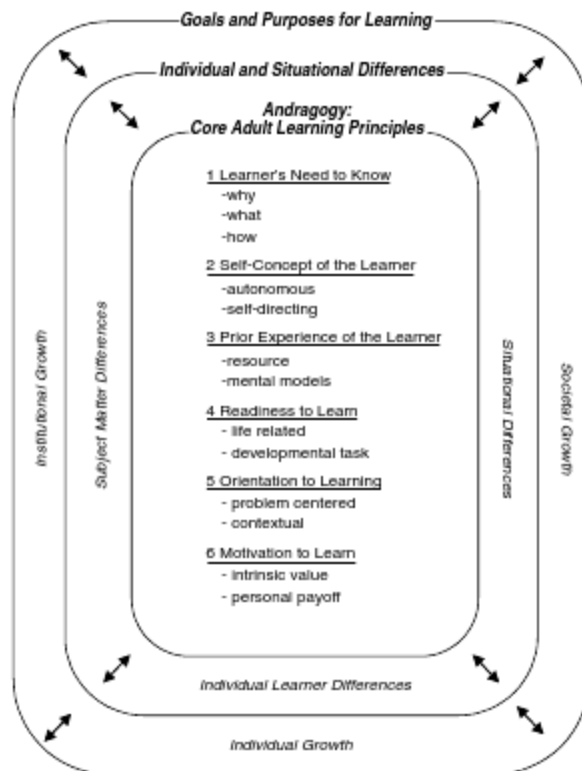 Goals and Purposes for Learning
Individual and Situational Differences
Andragogy:
Core Adult Learning Principles
1 Learner's Need to Know
-why
-what
-how
2 Self-Concept of the Learner
-autonomous
-self-directing
3 Prior Experience of the Learner
-resource
-mental models
4 Readiness to Learn
- life related
- developmental task
5 Orientation to Learning
- problem centered
- contextual
6 Motivation to Learn
- intrinsic value
- personal payoff
Institutional Growth
Subject Matter Differences
Situational Differences
Societal Growth
Individual Learner Differences
Individual Growth